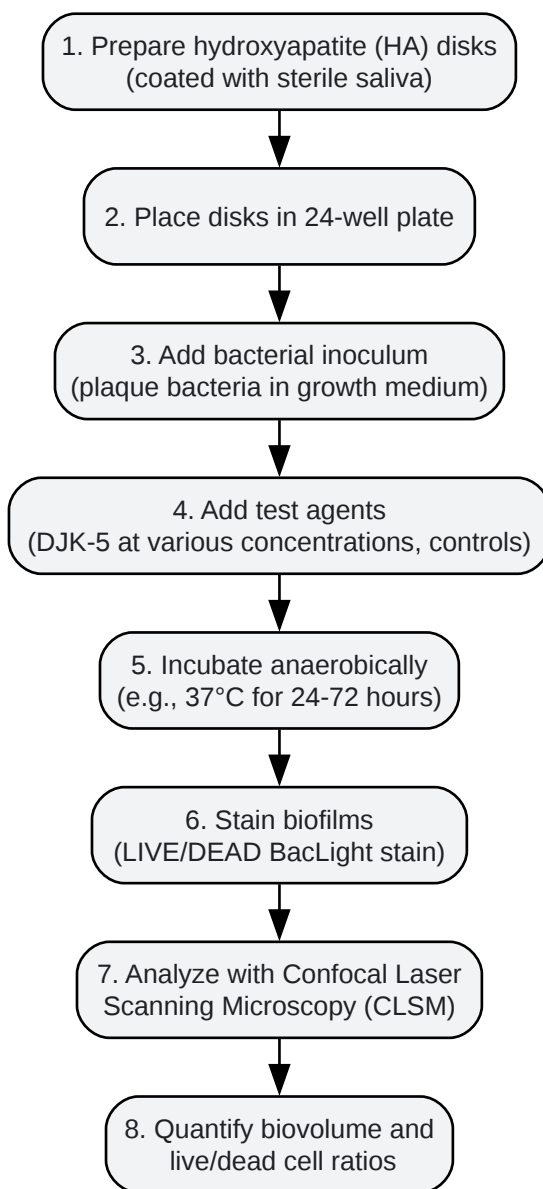 1. Prepare hydroxyapatite (HA) disks
(coated with sterile saliva)
2. Place disks in 24-well plate
3. Add bacterial inoculum
(plaque bacteria in growth medium)
4. Add test agents
(DJK-5 at various concentrations, controls)
5. Incubate anaerobically
(e.g., 37°C for 24-72 hours)
6. Stain biofilms
(LIVE/DEAD BacLight stain)
7. Analyze with Confocal Laser
Scanning Microscopy (CLSM)
8. Quantify biovolume and
live/dead cell ratios